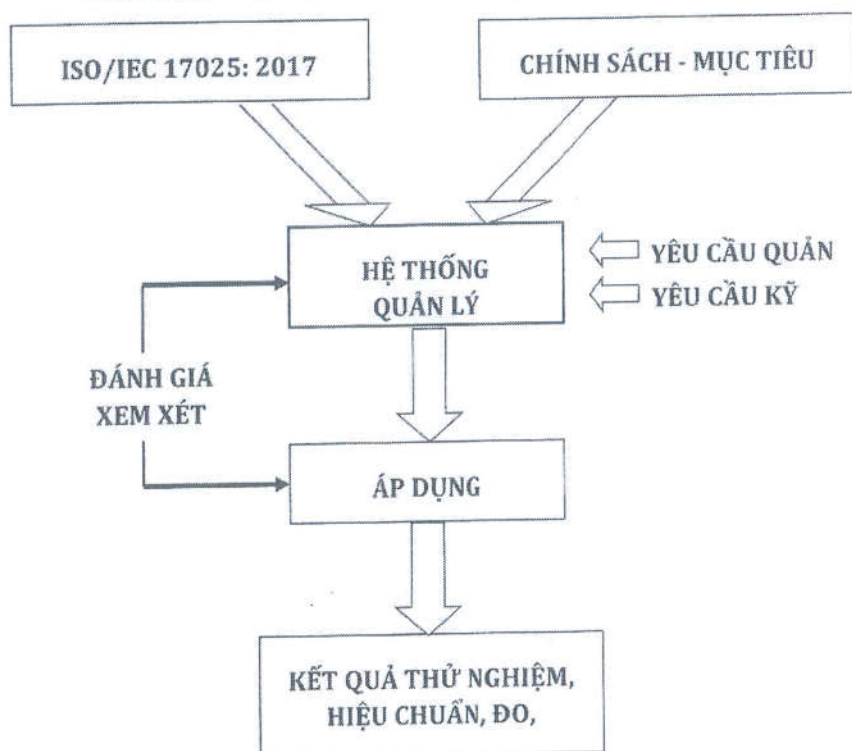 ISO/IEC 17025: 2017
CHÍNH SÁCH - MỤC TIÊU
HỆ THỐNG
QUẢN LÝ
YÊU CẦU QUẢN
YÊU CẦU KỸ
ĐÁNH GIÁ
XEM XÉT
ÁP DỤNG
KẾT QUẢ THỬ NGHIỆM,
HIỆU CHUẨN, ĐO,